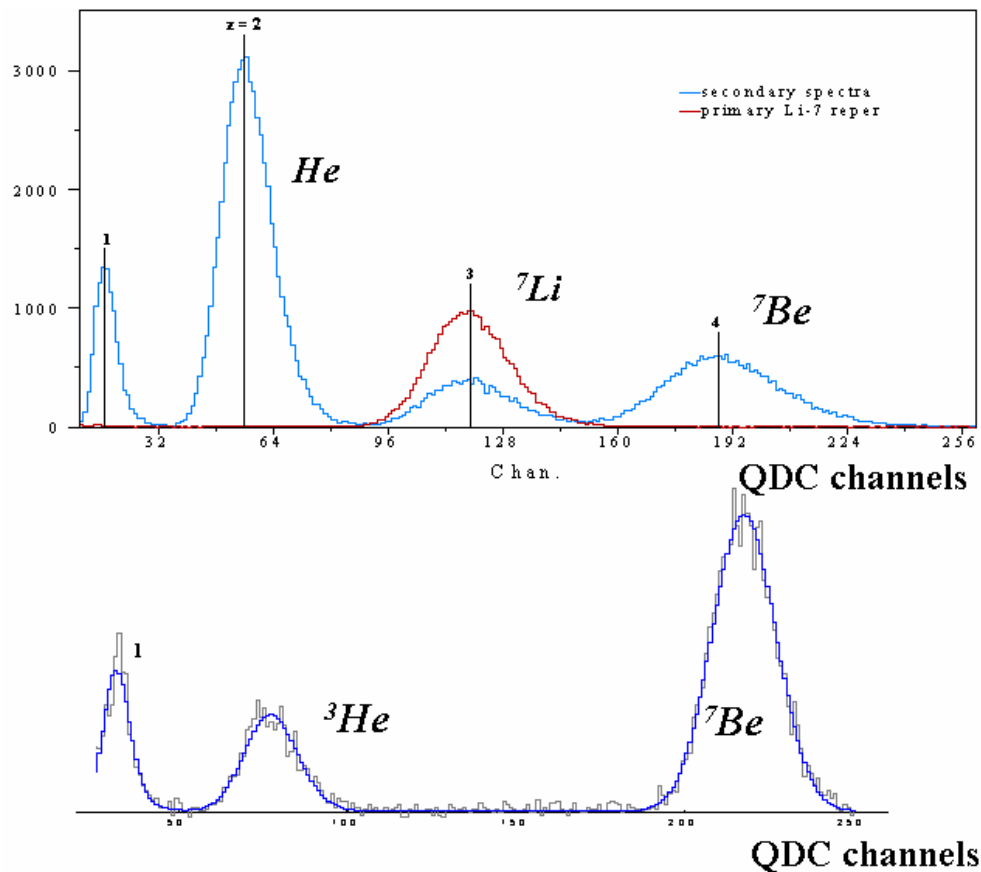 z = 2
3000
secondary spectra
primary Li-7 reper
He
2000
1
3
⁷Li
⁷Be
1000
4
0
32 64 96 128 160 192 224 256
Chan.
QDC channels
1
³He
⁷Be
50 100 150 200 250
QDC channels